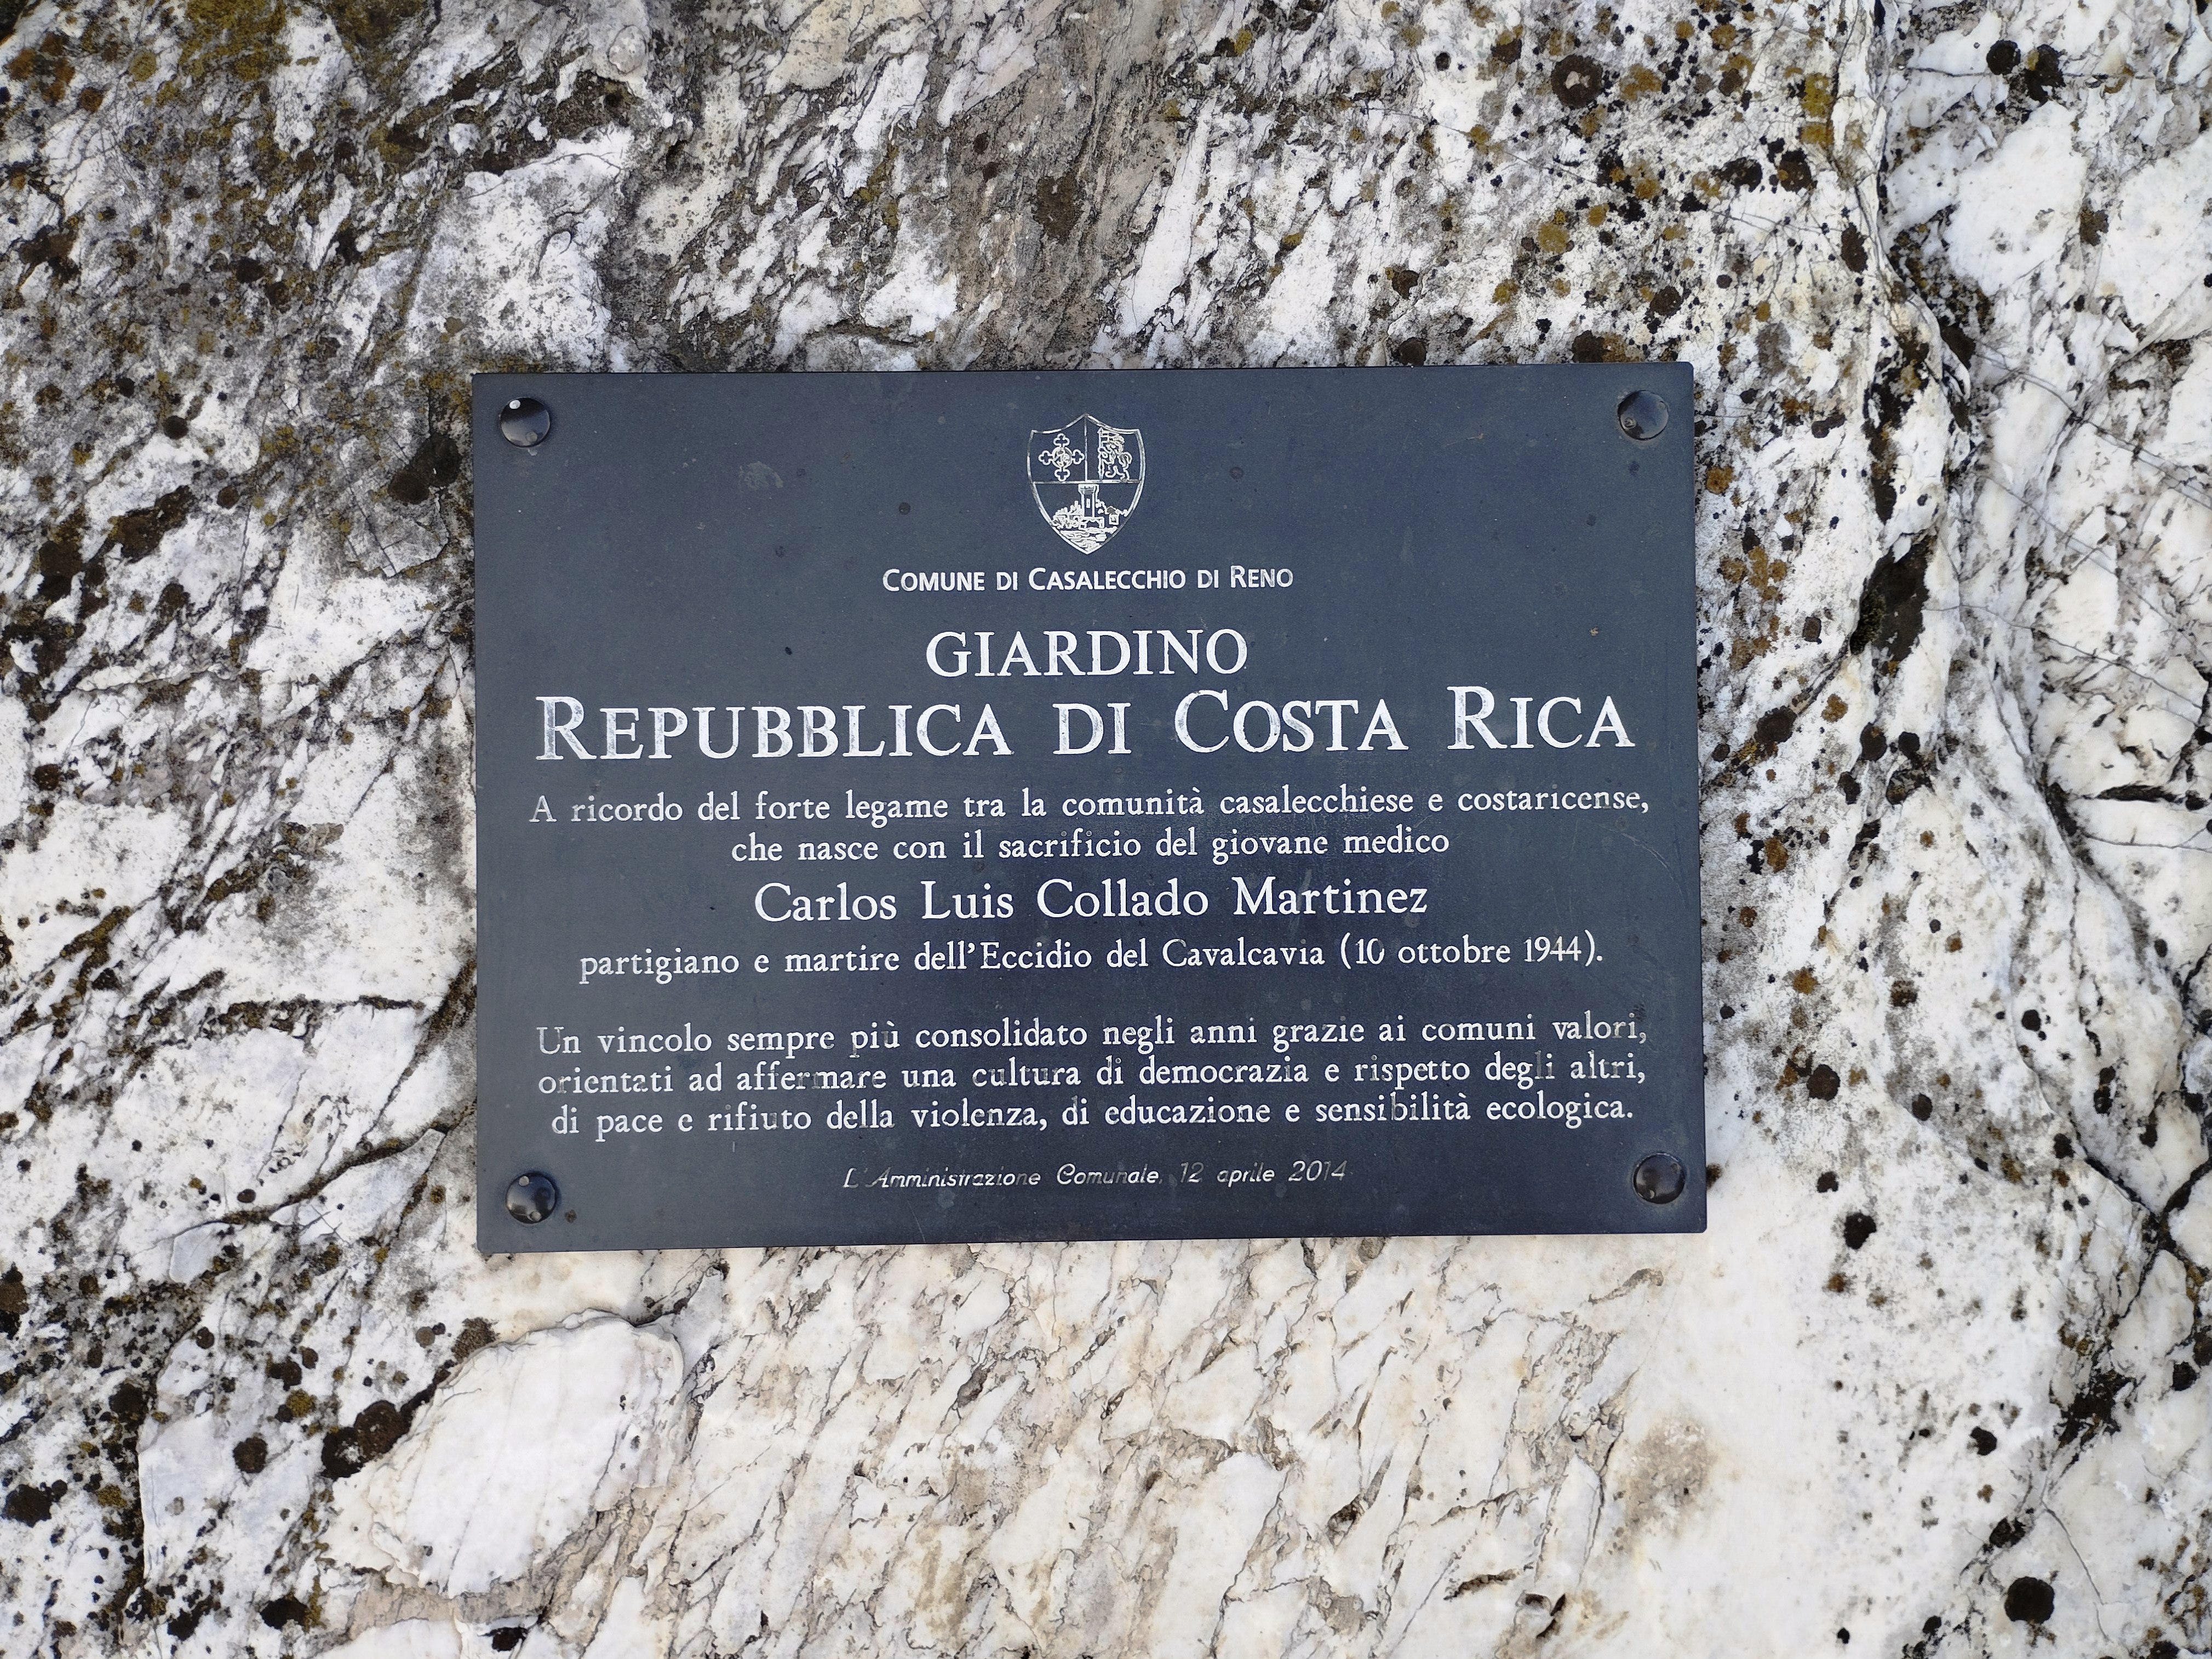 COMUNE DI CASALECCHIO DI RENO
GIARDINO
REPUBBLICA DI COSTA RICA
A ricordo del forte legame tra la comunità casalecchiese e costaricense,
che nasce con il sacrificio del giovane medico
Carlos Luis Collado Martinez
partigiano e martire dell'Eccidio del Cavalcavia (10 ottobre 1944).
Un vincolo sempre più consolidato negli anni grazie ai comuni valori,
orientati ad affermare una cultura di democrazia e rispetto degli altri,
di pace e rifiuto della violenza, di educazione e sensibilità ecologica.
L'Amministrazione Comunale, 12 aprile 2014